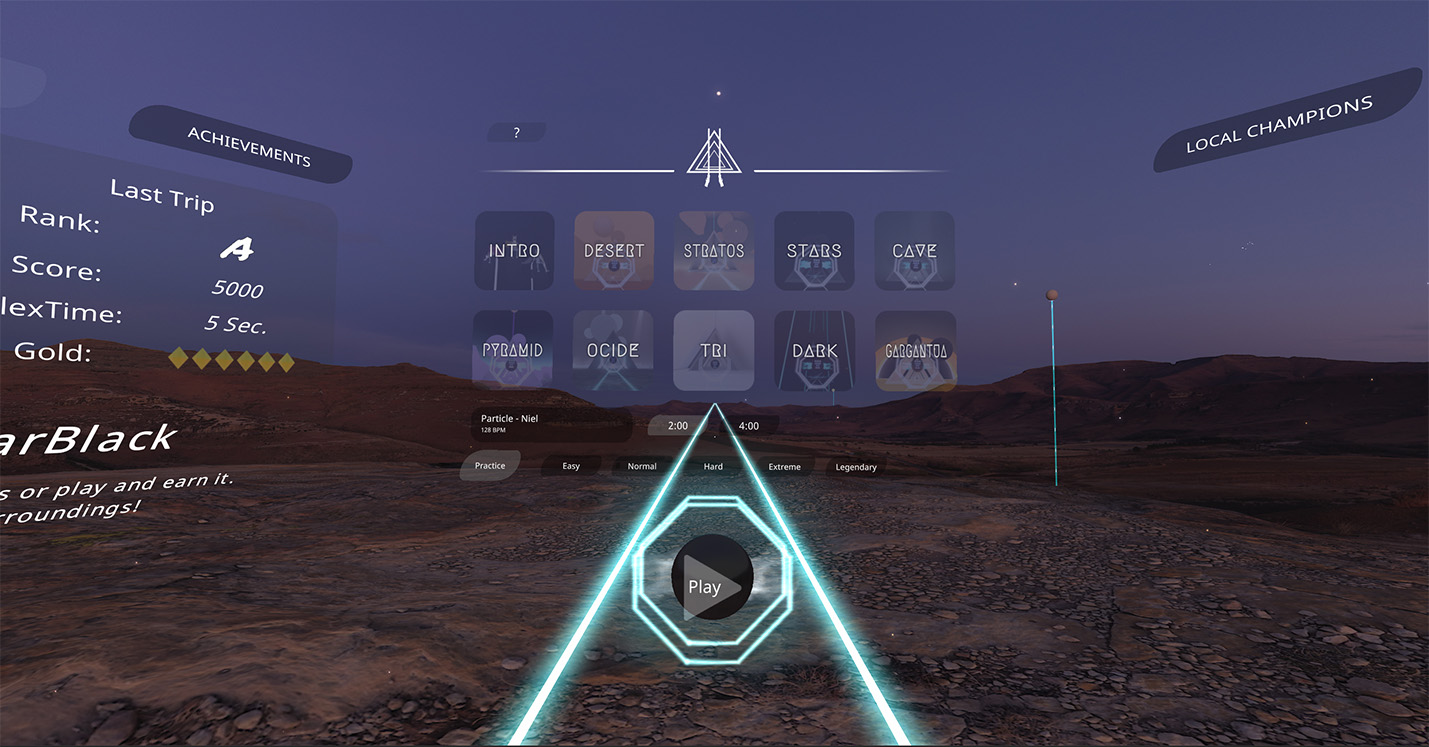 ACHIEVEMENTS
Last Trip
Rank: A
Score: 5000
lexTime: 5 Sec.
Gold:
arBlack
s or play and earn it.
rroundings!
?
INTRO DESERT STRATOS STARS CAVE
PYRAMID OCIDE TRI DARK GARGANTUA
Particle - Niel
128 BPM
2:00 4:00
Practice Easy Normal Hard Extreme Legendary
Play
LOCAL CHAMPIONS